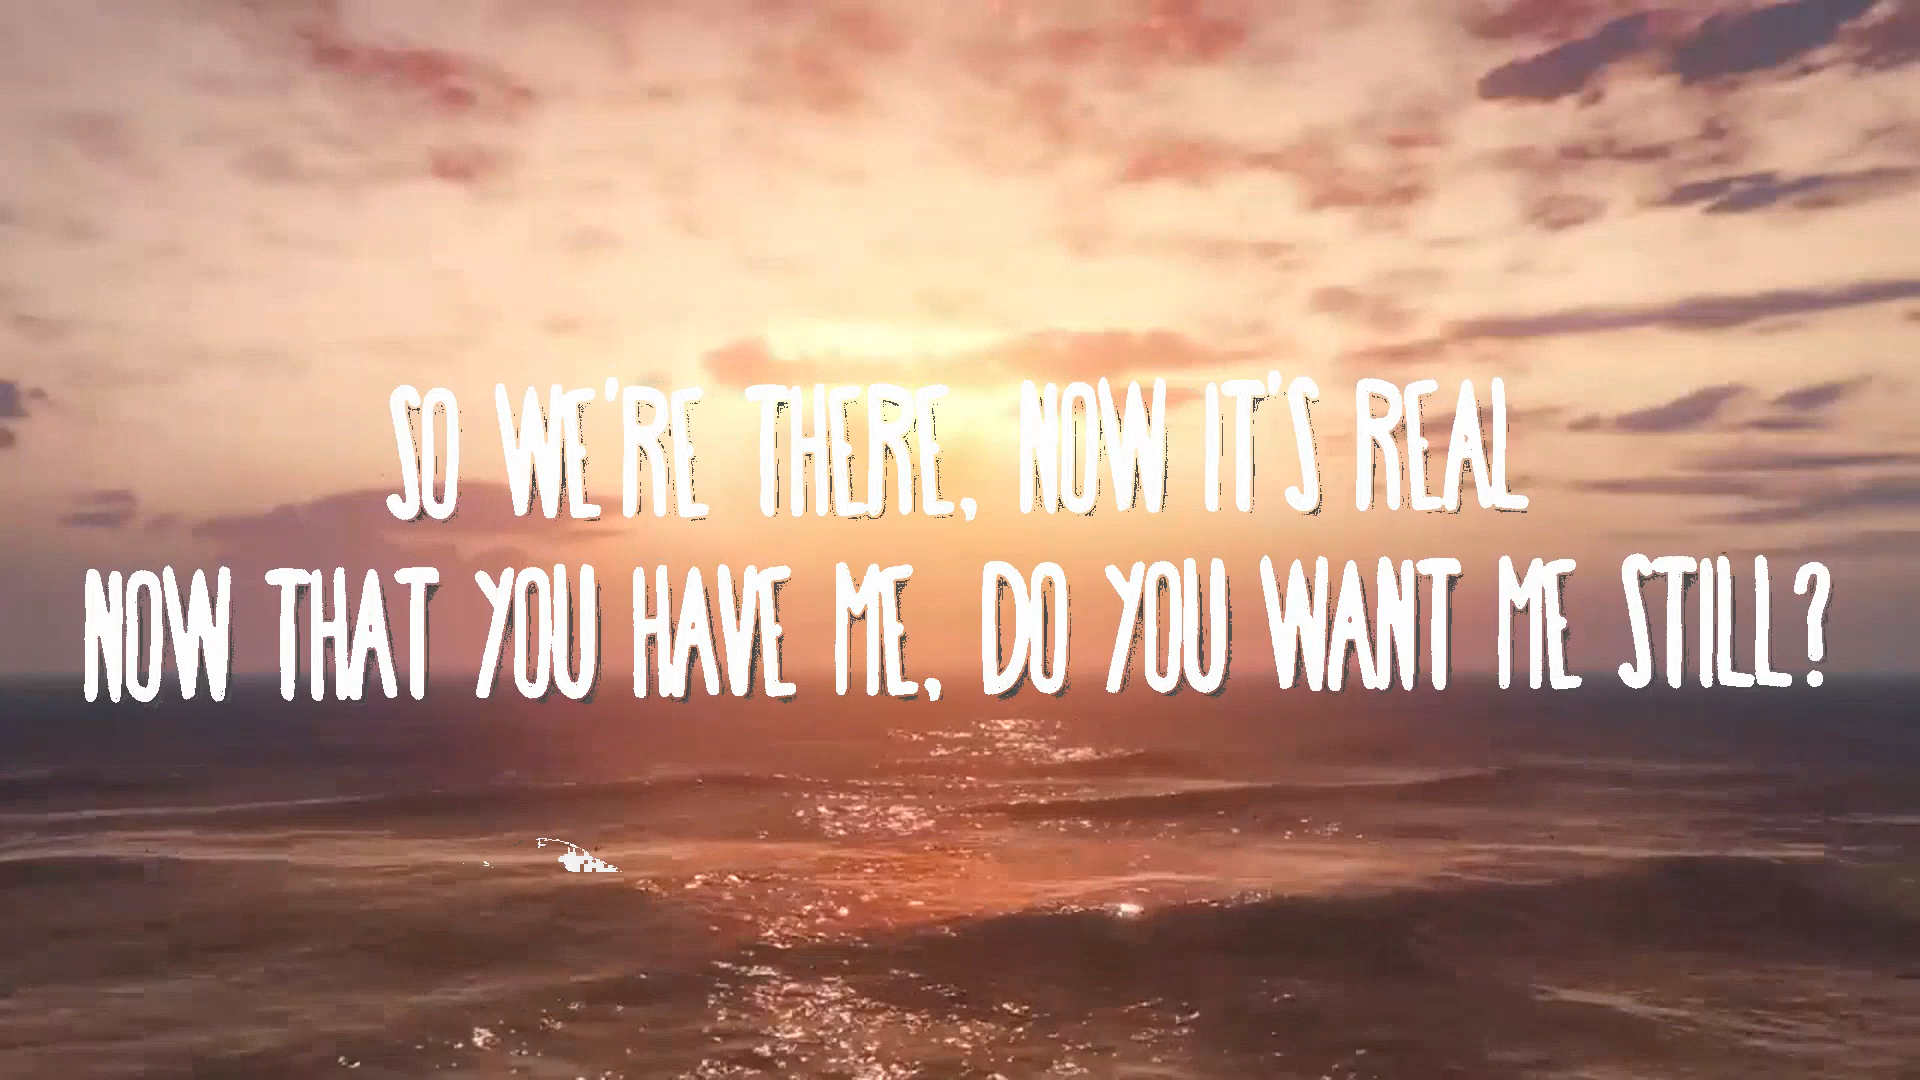 SO WE'RE THERE, NOW IT'S REAL
NOW THAT YOU HAVE ME, DO YOU WANT ME STILL?